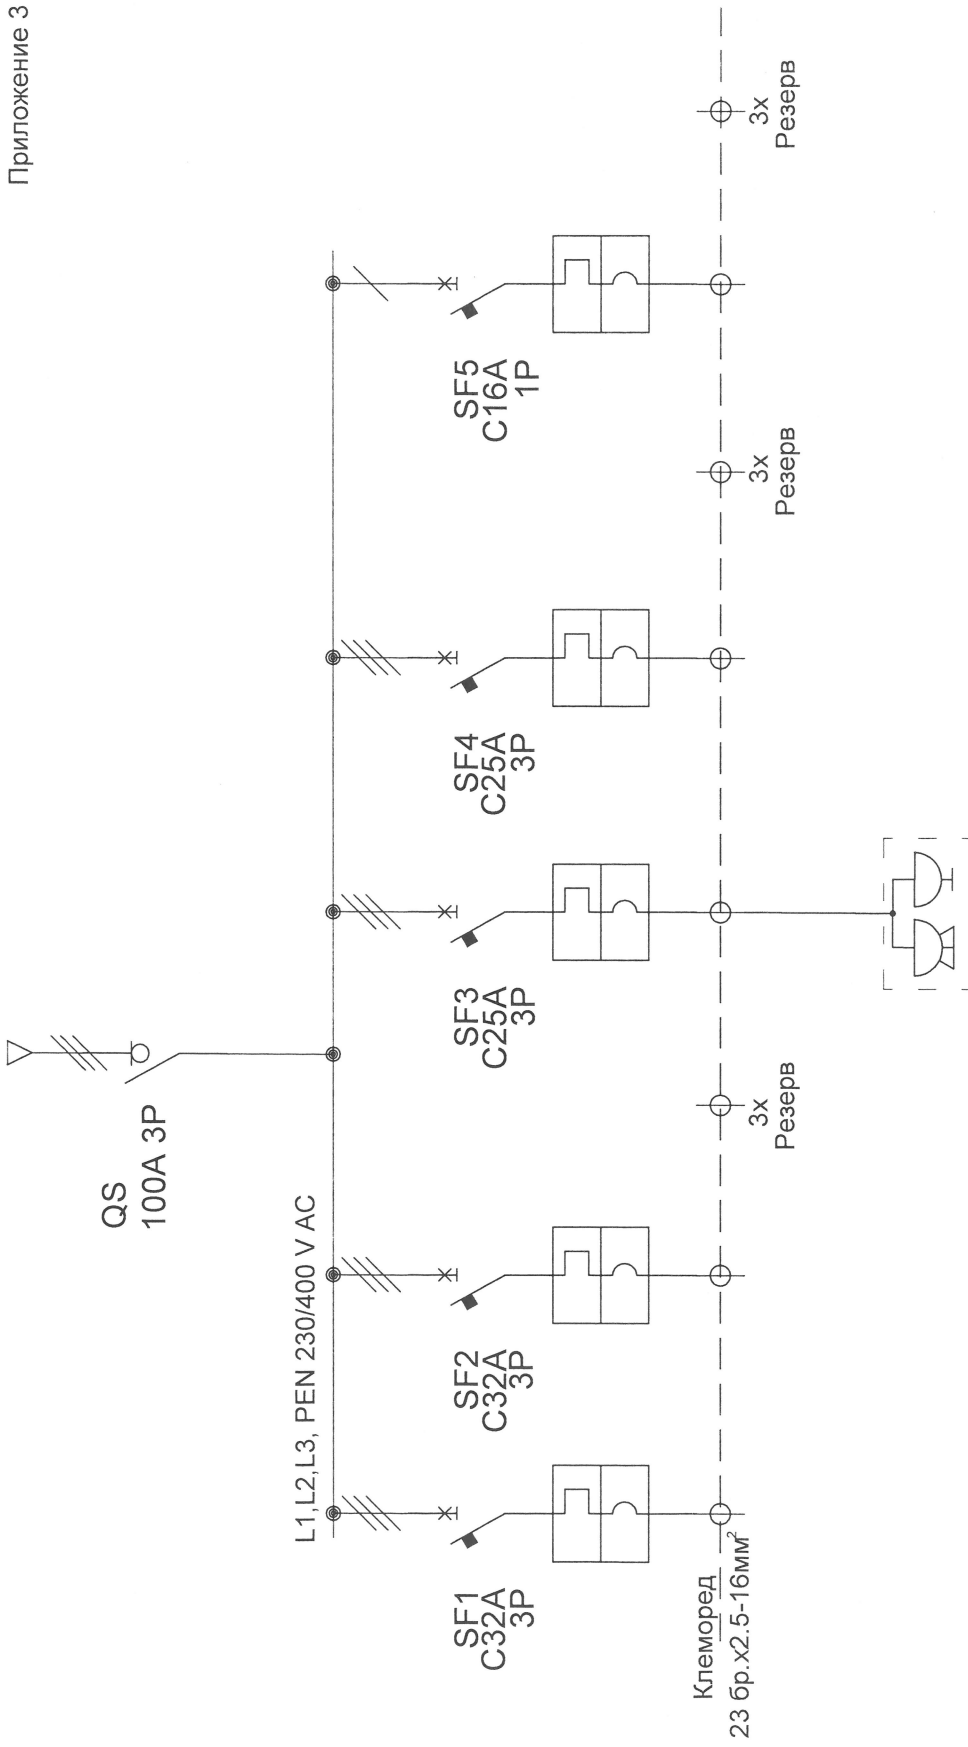 Приложение 3
QS
100A 3P
L1,L2,L3, PEN 230/400 V AC
SF1
C32A
3P
SF2
C32A
3P
SF3
C25A
3P
SF4
C25A
3P
SF5
C16A
1P
Клеморед
23 бр.x2.5-16мм²
3x
Резерв
3x
Резерв
3x
Резерв